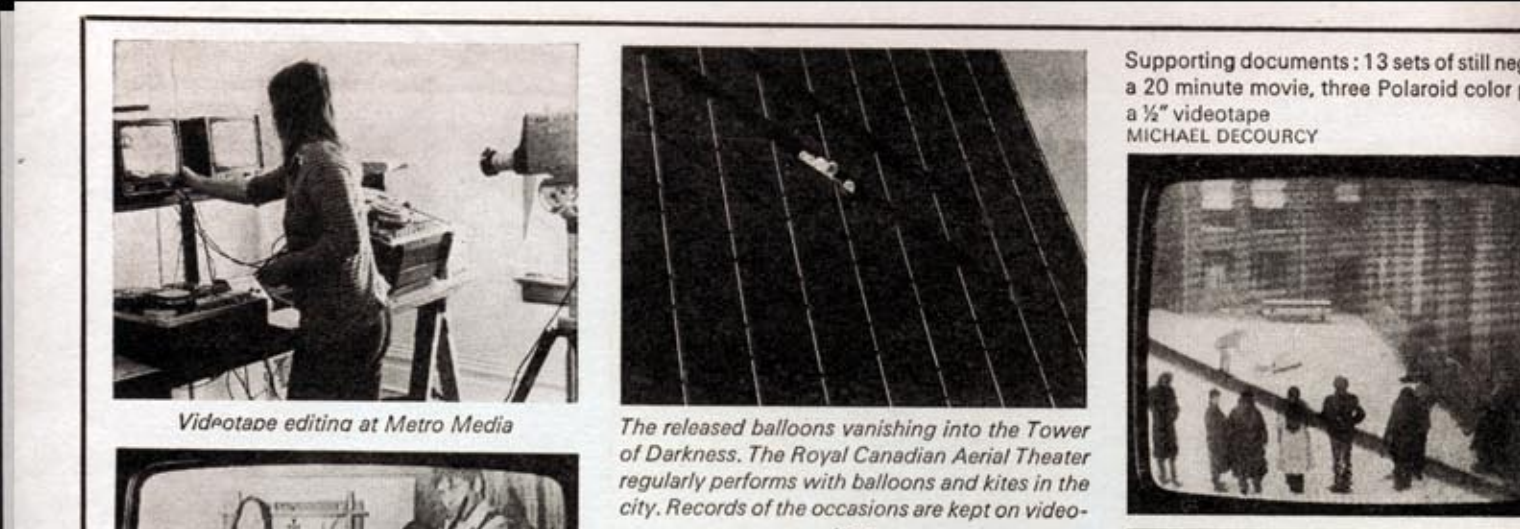 Videotape editing at Metro Media
The released balloons vanishing into the Tower
of Darkness. The Royal Canadian Aerial Theater
regularly performs with balloons and kites in the
city. Records of the occasions are kept on video-
Supporting documents: 13 sets of still
a 20 minute movie, three Polaroid color
a ½" videotape
MICHAEL DECOURCY